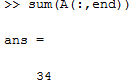 >> sum(A(:,end))
ans =
34